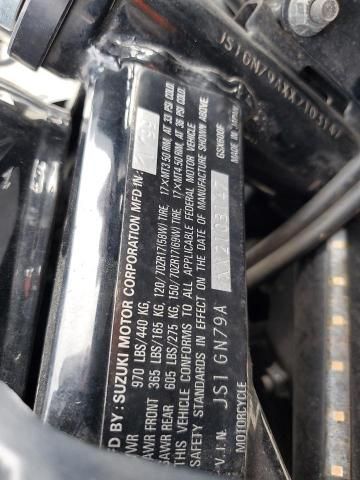 MFD BY: SUZUKI MOTOR CORPORATION MFD IN: /99
GVWR 970 LBS/440 KG,
GAWR FRONT 365 LBS/165 KG, 120/70ZR17(58W) TIRE, 17×MT3.50 RIM, AT 33 PSI COLD.
GAWR REAR 605 LBS/275 KG, 150/70ZR17(69W) TIRE, 17×MT4.50 RIM, AT 36 PSI COLD.
THIS VEHICLE CONFORMS TO ALL APPLICABLE FEDERAL MOTOR VEHICLE
SAFETY STANDARDS IN EFFECT ON THE DATE OF MANUFACTURE SHOWN ABOVE.
V.I.N. JS1GN79A
MOTORCYCLE GSX600F
MADE IN JAPAN
JS1GN79A